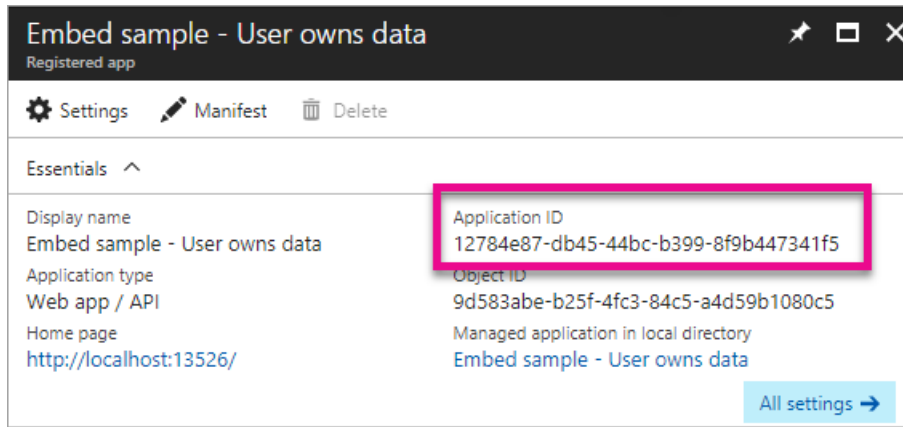 Embed sample - User owns data
Registered app
Settings Manifest Delete
Essentials
Display name
Embed sample - User owns data
Application ID
12784e87-db45-44bc-b399-8f9b447341f5
Application type
Web app / API
Object ID
9d583abe-b25f-4fc3-84c5-a4d59b1080c5
Home page
http://localhost:13526/
Managed application in local directory
Embed sample - User owns data
All settings